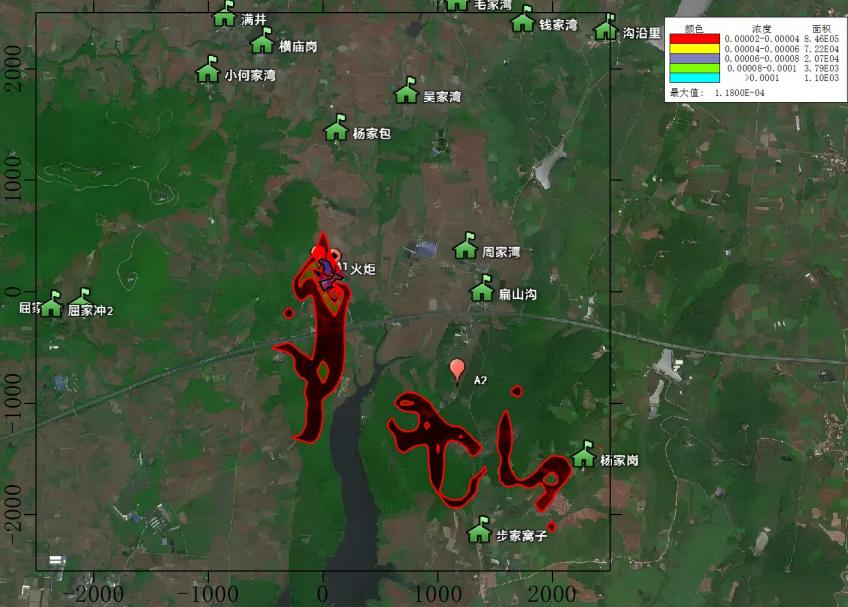 毛家湾
满井
钱家湾
沟沿里
横庙岗
小何家湾
吴家湾
杨家包
周家湾
A1火炬
扁山沟
屈家冲2
A2
杨家岗
步家窝子
颜色 浓度 面积
0.00002-0.00004 8.46E05
0.00004-0.00006 7.22E04
0.00006-0.00008 2.07E04
0.00008-0.0001 3.79E03
>0.0001 1.10E03
最大值: 1.1800E-04
2000
1000
0
-1000
-2000
-2000 -1000 0 1000 2000